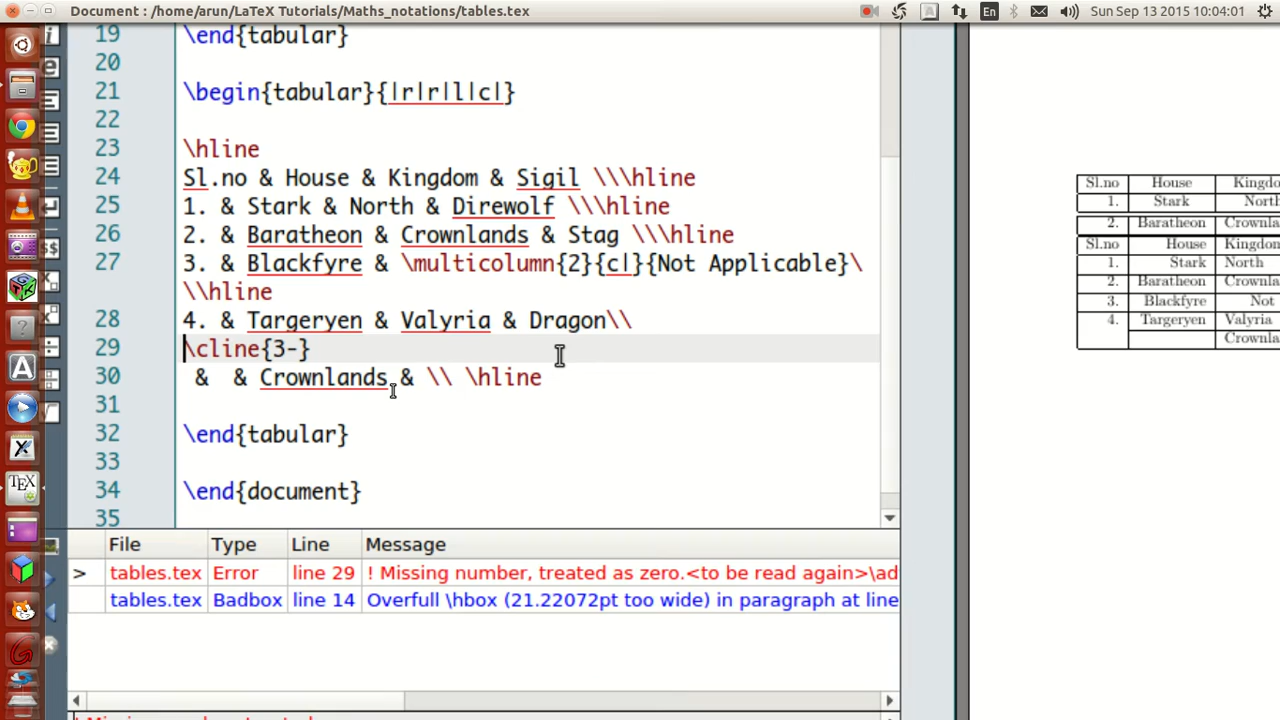 Document : /home/arun/LaTeX Tutorials/Maths_notations/tables.tex
En
Sun Sep 13 2015 10:04:01
19 \end{tabular}
20
21 \begin{tabular}{|r|r|l|c|}
22
23 \hline
24 Sl.no & House & Kingdom & Sigil \\\hline
25 1. & Stark & North & Direwolf \\\hline
26 2. & Baratheon & Crownlands & Stag \\\hline
27 3. & Blackfyre & \multicolumn{2}{c|}{Not Applicable}\
\\hline
28 4. & Targeryen & Valyria & Dragon\\
29 \cline{3-}
30 & & Crownlands & \\ \hline
31
32 \end{tabular}
33
34 \end{document}
35
File Type Line Message
> tables.tex Error line 29 ! Missing number, treated as zero.<to be read again>\ad
tables.tex Badbox line 14 Overfull \hbox (21.22072pt too wide) in paragraph at line
Sl.no House Kingdo
1. Stark North
2. Baratheon Crownla
Sl.no House Kingdom
1. Stark North
2. Baratheon Crownla
3. Blackfyre Not
4. Targeryen Valyria
Crownla